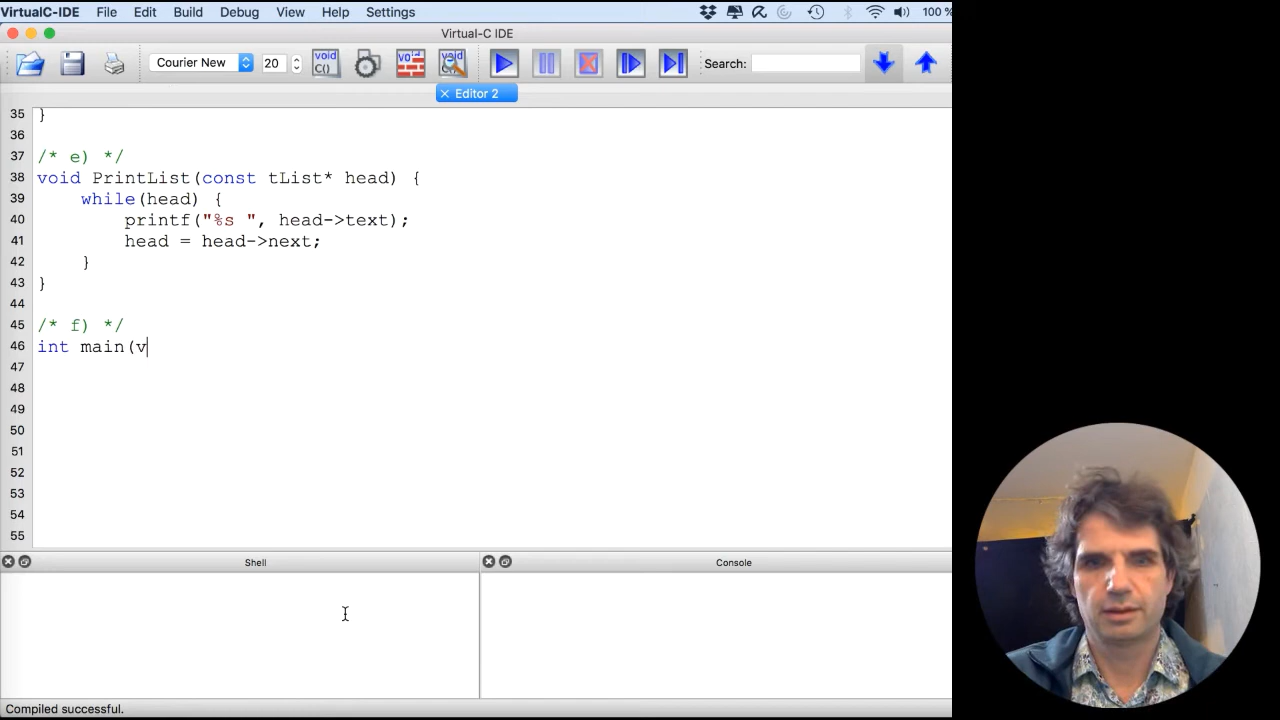 VirtualC-IDE File Edit Build Debug View Help Settings 100 %
Virtual-C IDE
Courier New 20 void C() void Search:
Editor 2
35 }
36
37 /* e) */
38 void PrintList(const tList* head) {
39 while(head) {
40 printf("%s ", head->text);
41 head = head->next;
42 }
43 }
44
45 /* f) */
46 int main(v
47
48
49
50
51
52
53
54
55
Shell Console
Compiled successful.